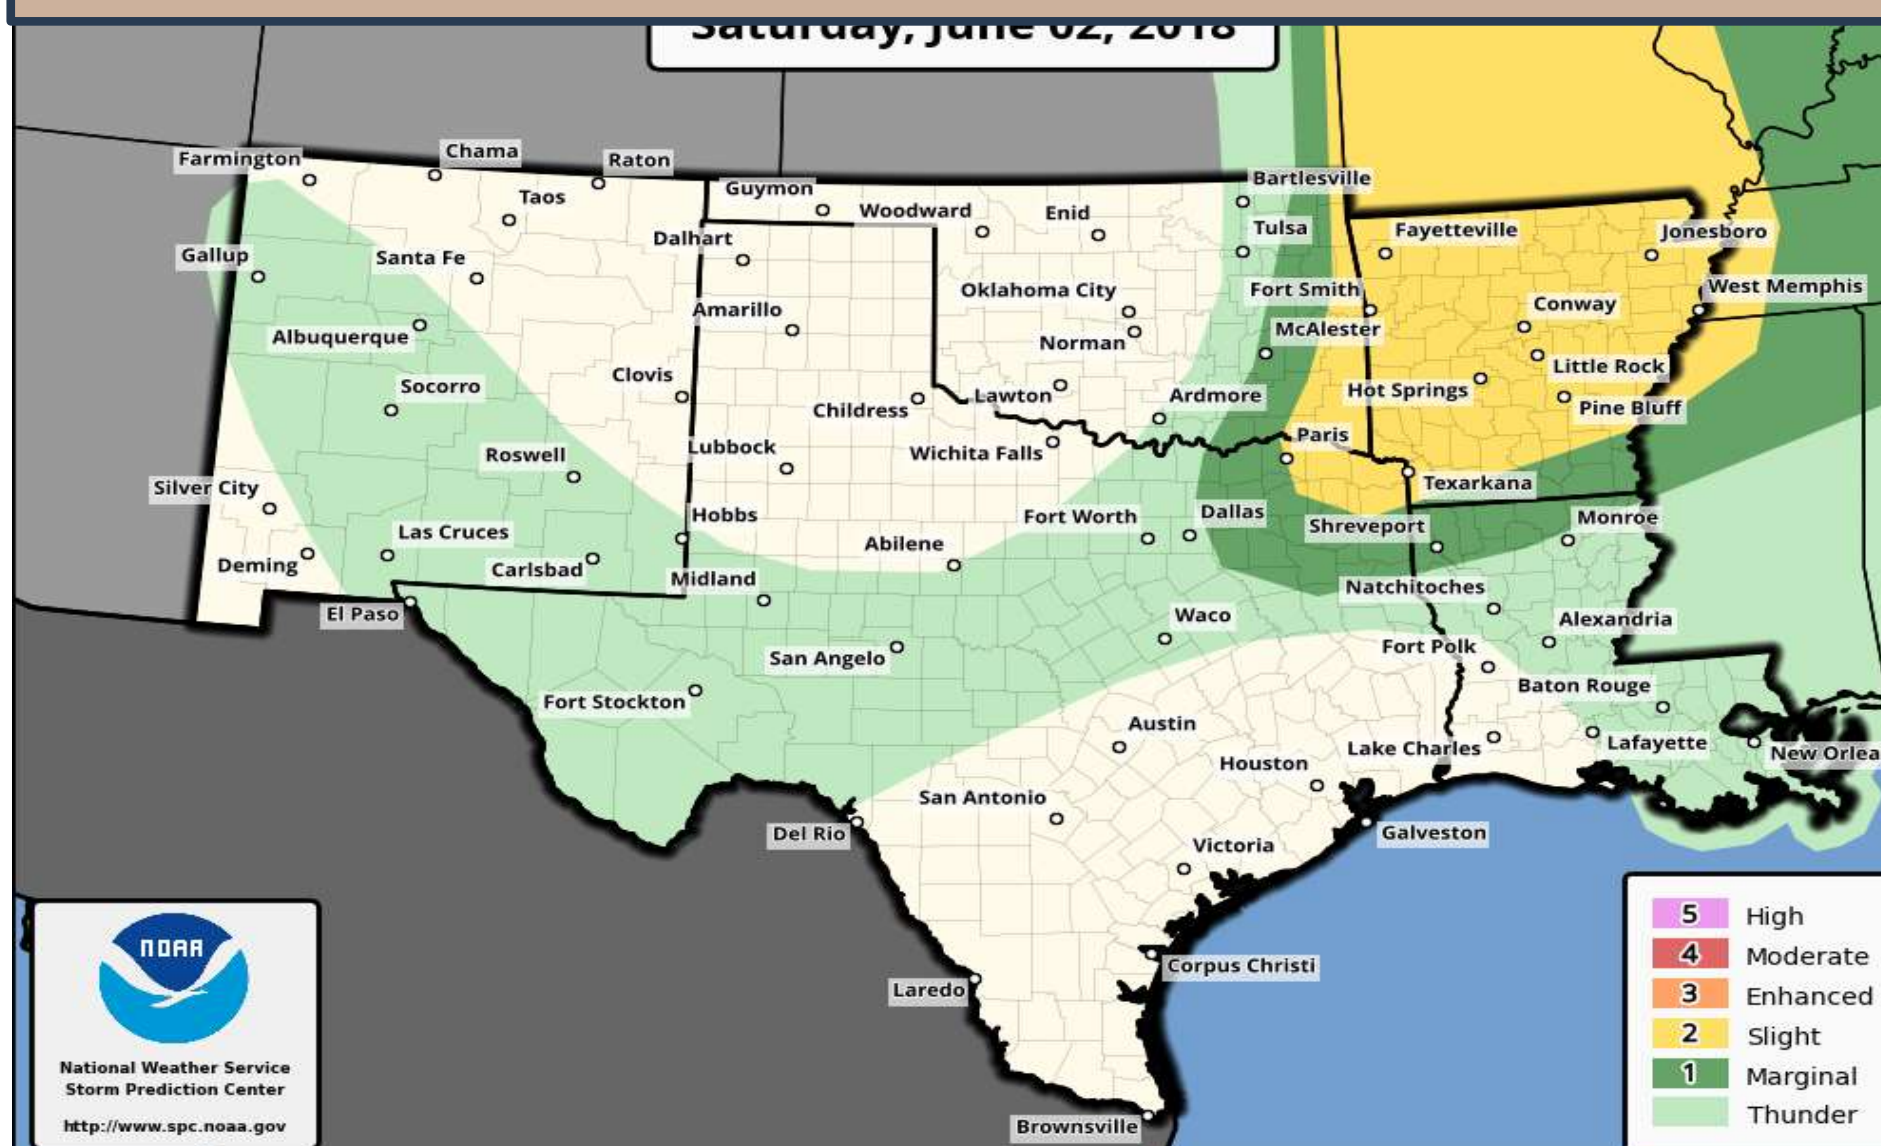 Saturday, June 02, 2018
Farmington
Chama
Raton
Taos
Guymon
Woodward
Enid
Bartlesville
Tulsa
Fayetteville
Jonesboro
Gallup
Santa Fe
Dalhart
Oklahoma City
Fort Smith
West Memphis
Albuquerque
Amarillo
Norman
McAlester
Conway
Socorro
Clovis
Childress
Lawton
Ardmore
Hot Springs
Little Rock
Pine Bluff
Roswell
Lubbock
Wichita Falls
Paris
Texarkana
Silver City
Las Cruces
Hobbs
Abilene
Fort Worth
Dallas
Shreveport
Monroe
Deming
Carlsbad
Midland
Natchitoches
El Paso
Waco
Alexandria
San Angelo
Fort Polk
Fort Stockton
Baton Rouge
Austin
Houston
Lake Charles
Lafayette
New Orlea
San Antonio
Del Rio
Victoria
Galveston
Laredo
Corpus Christi
Brownsville
NOAA
National Weather Service
Storm Prediction Center
http://www.spc.noaa.gov
5 High
4 Moderate
3 Enhanced
2 Slight
1 Marginal
Thunder